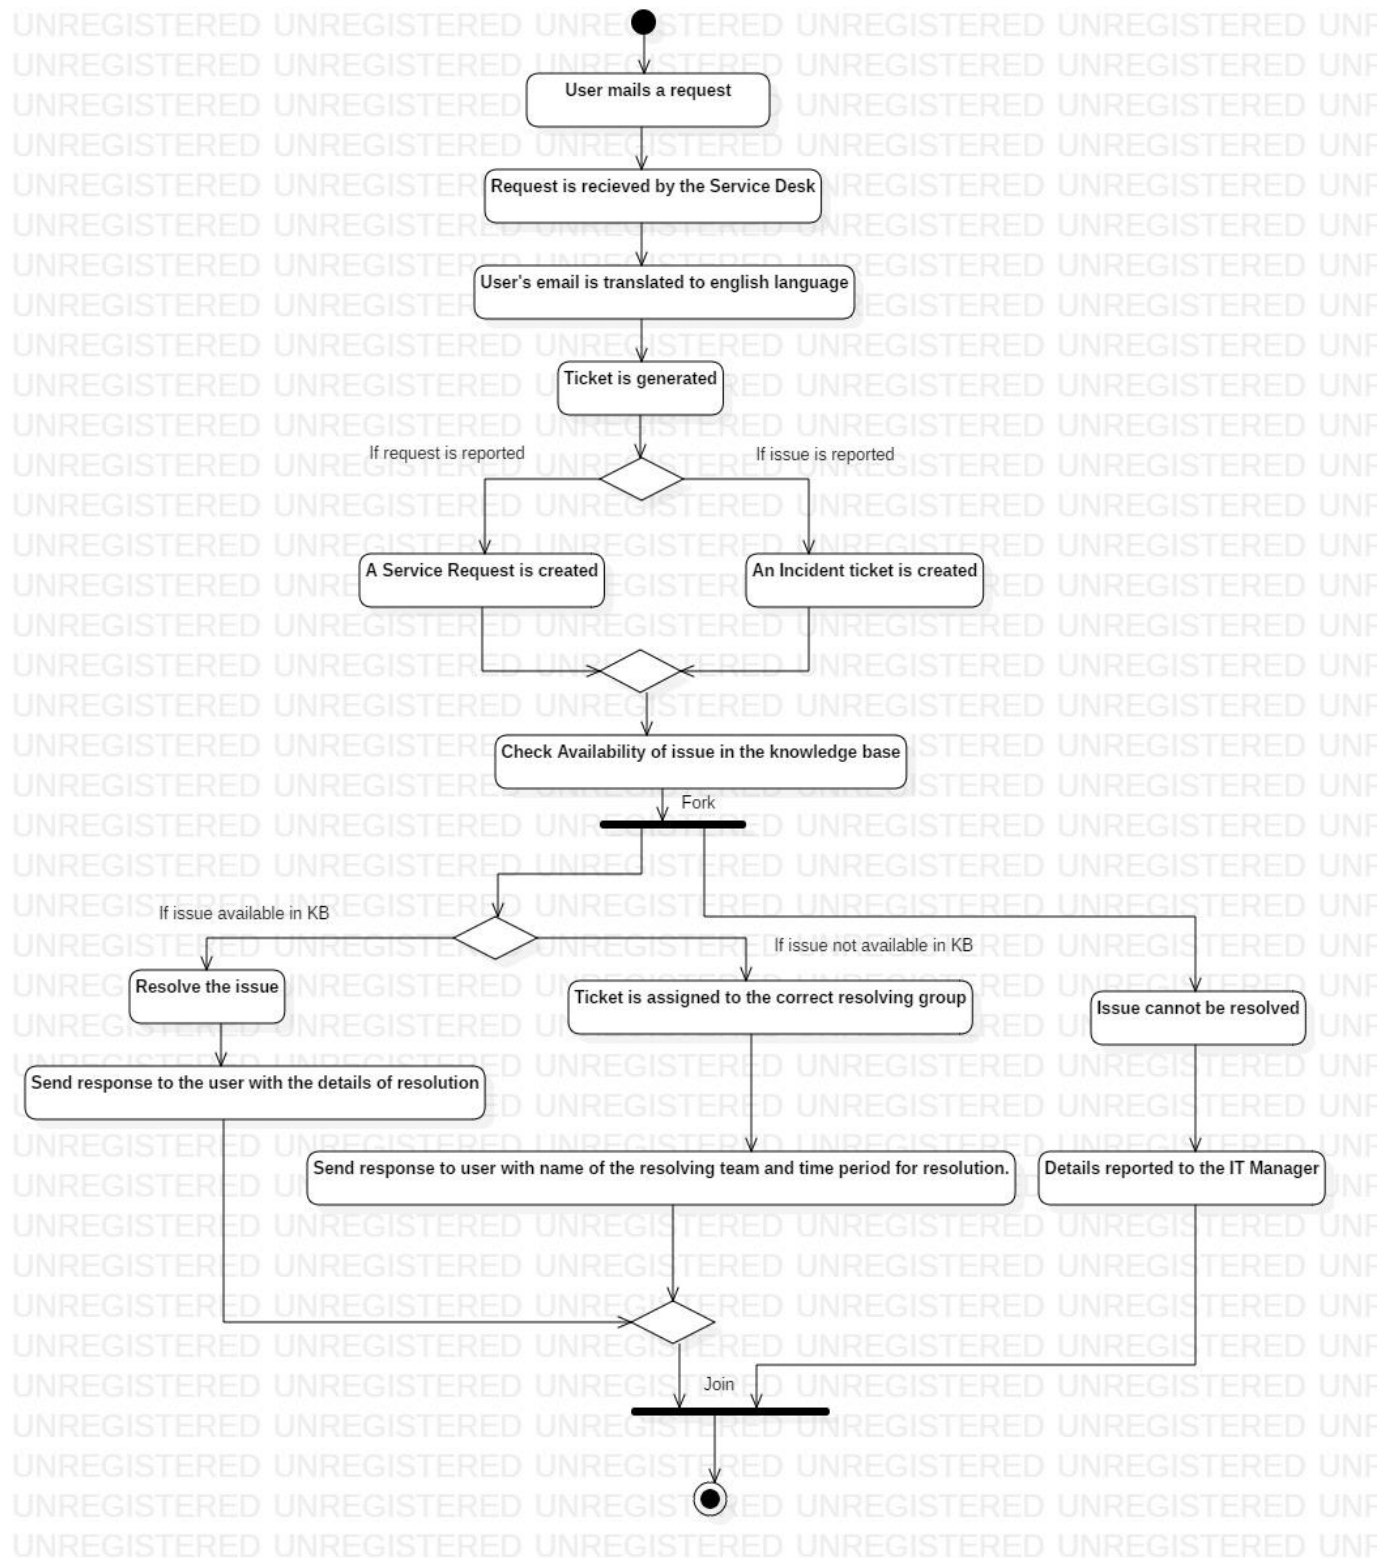 User mails a request
Request is recieved by the Service Desk
User's email is translated to english language
Ticket is generated
If request is reported
If issue is reported
A Service Request is created
An Incident ticket is created
Check Availability of issue in the knowledge base
Fork
If issue available in KB
If issue not available in KB
Resolve the issue
Ticket is assigned to the correct resolving group
Issue cannot be resolved
Send response to the user with the details of resolution
Send response to user with name of the resolving team and time period for resolution.
Details reported to the IT Manager
Join
UNREGISTERED